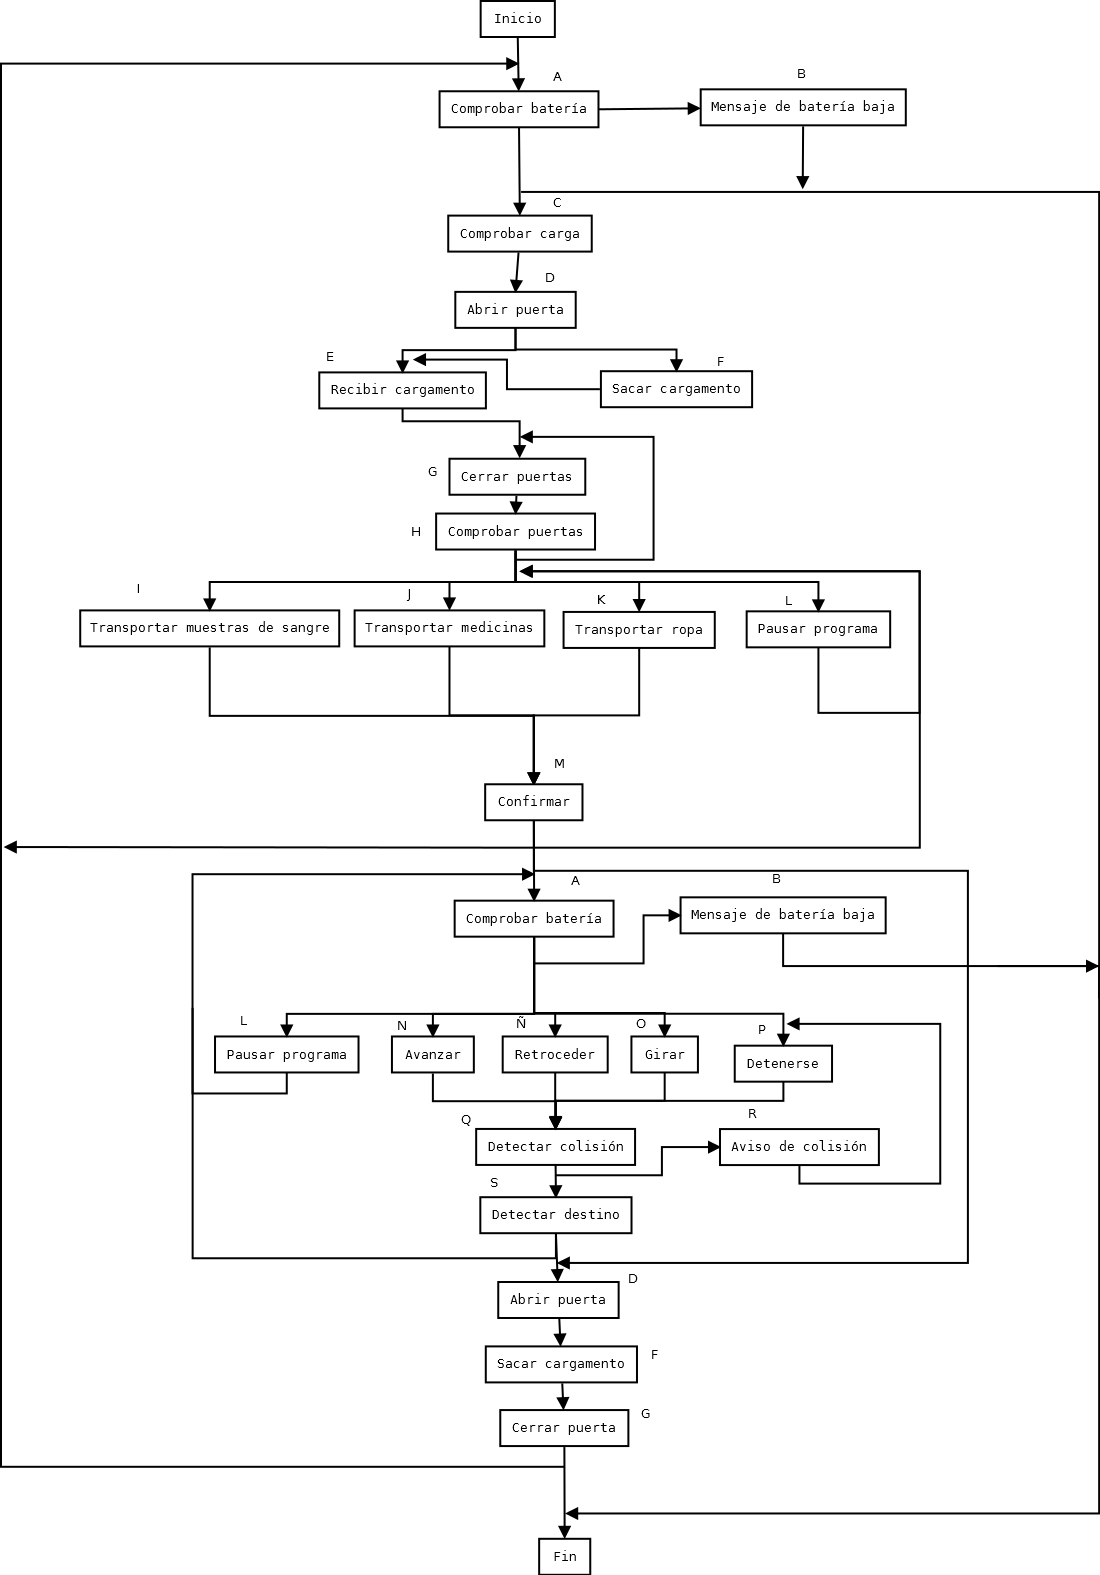 Inicio
A
B
Comprobar batería
Mensaje de batería baja
C
Comprobar carga
D
Abrir puerta
E
F
Recibir cargamento
Sacar cargamento
G
Cerrar puertas
H
Comprobar puertas
I
J
K
L
Transportar muestras de sangre
Transportar medicinas
Transportar ropa
Pausar programa
M
Confirmar
A
B
Comprobar batería
Mensaje de batería baja
L
N
Ñ
O
P
Pausar programa
Avanzar
Retroceder
Girar
Detenerse
Q
R
Detectar colisión
Aviso de colisión
S
Detectar destino
D
Abrir puerta
F
Sacar cargamento
G
Cerrar puerta
Fin